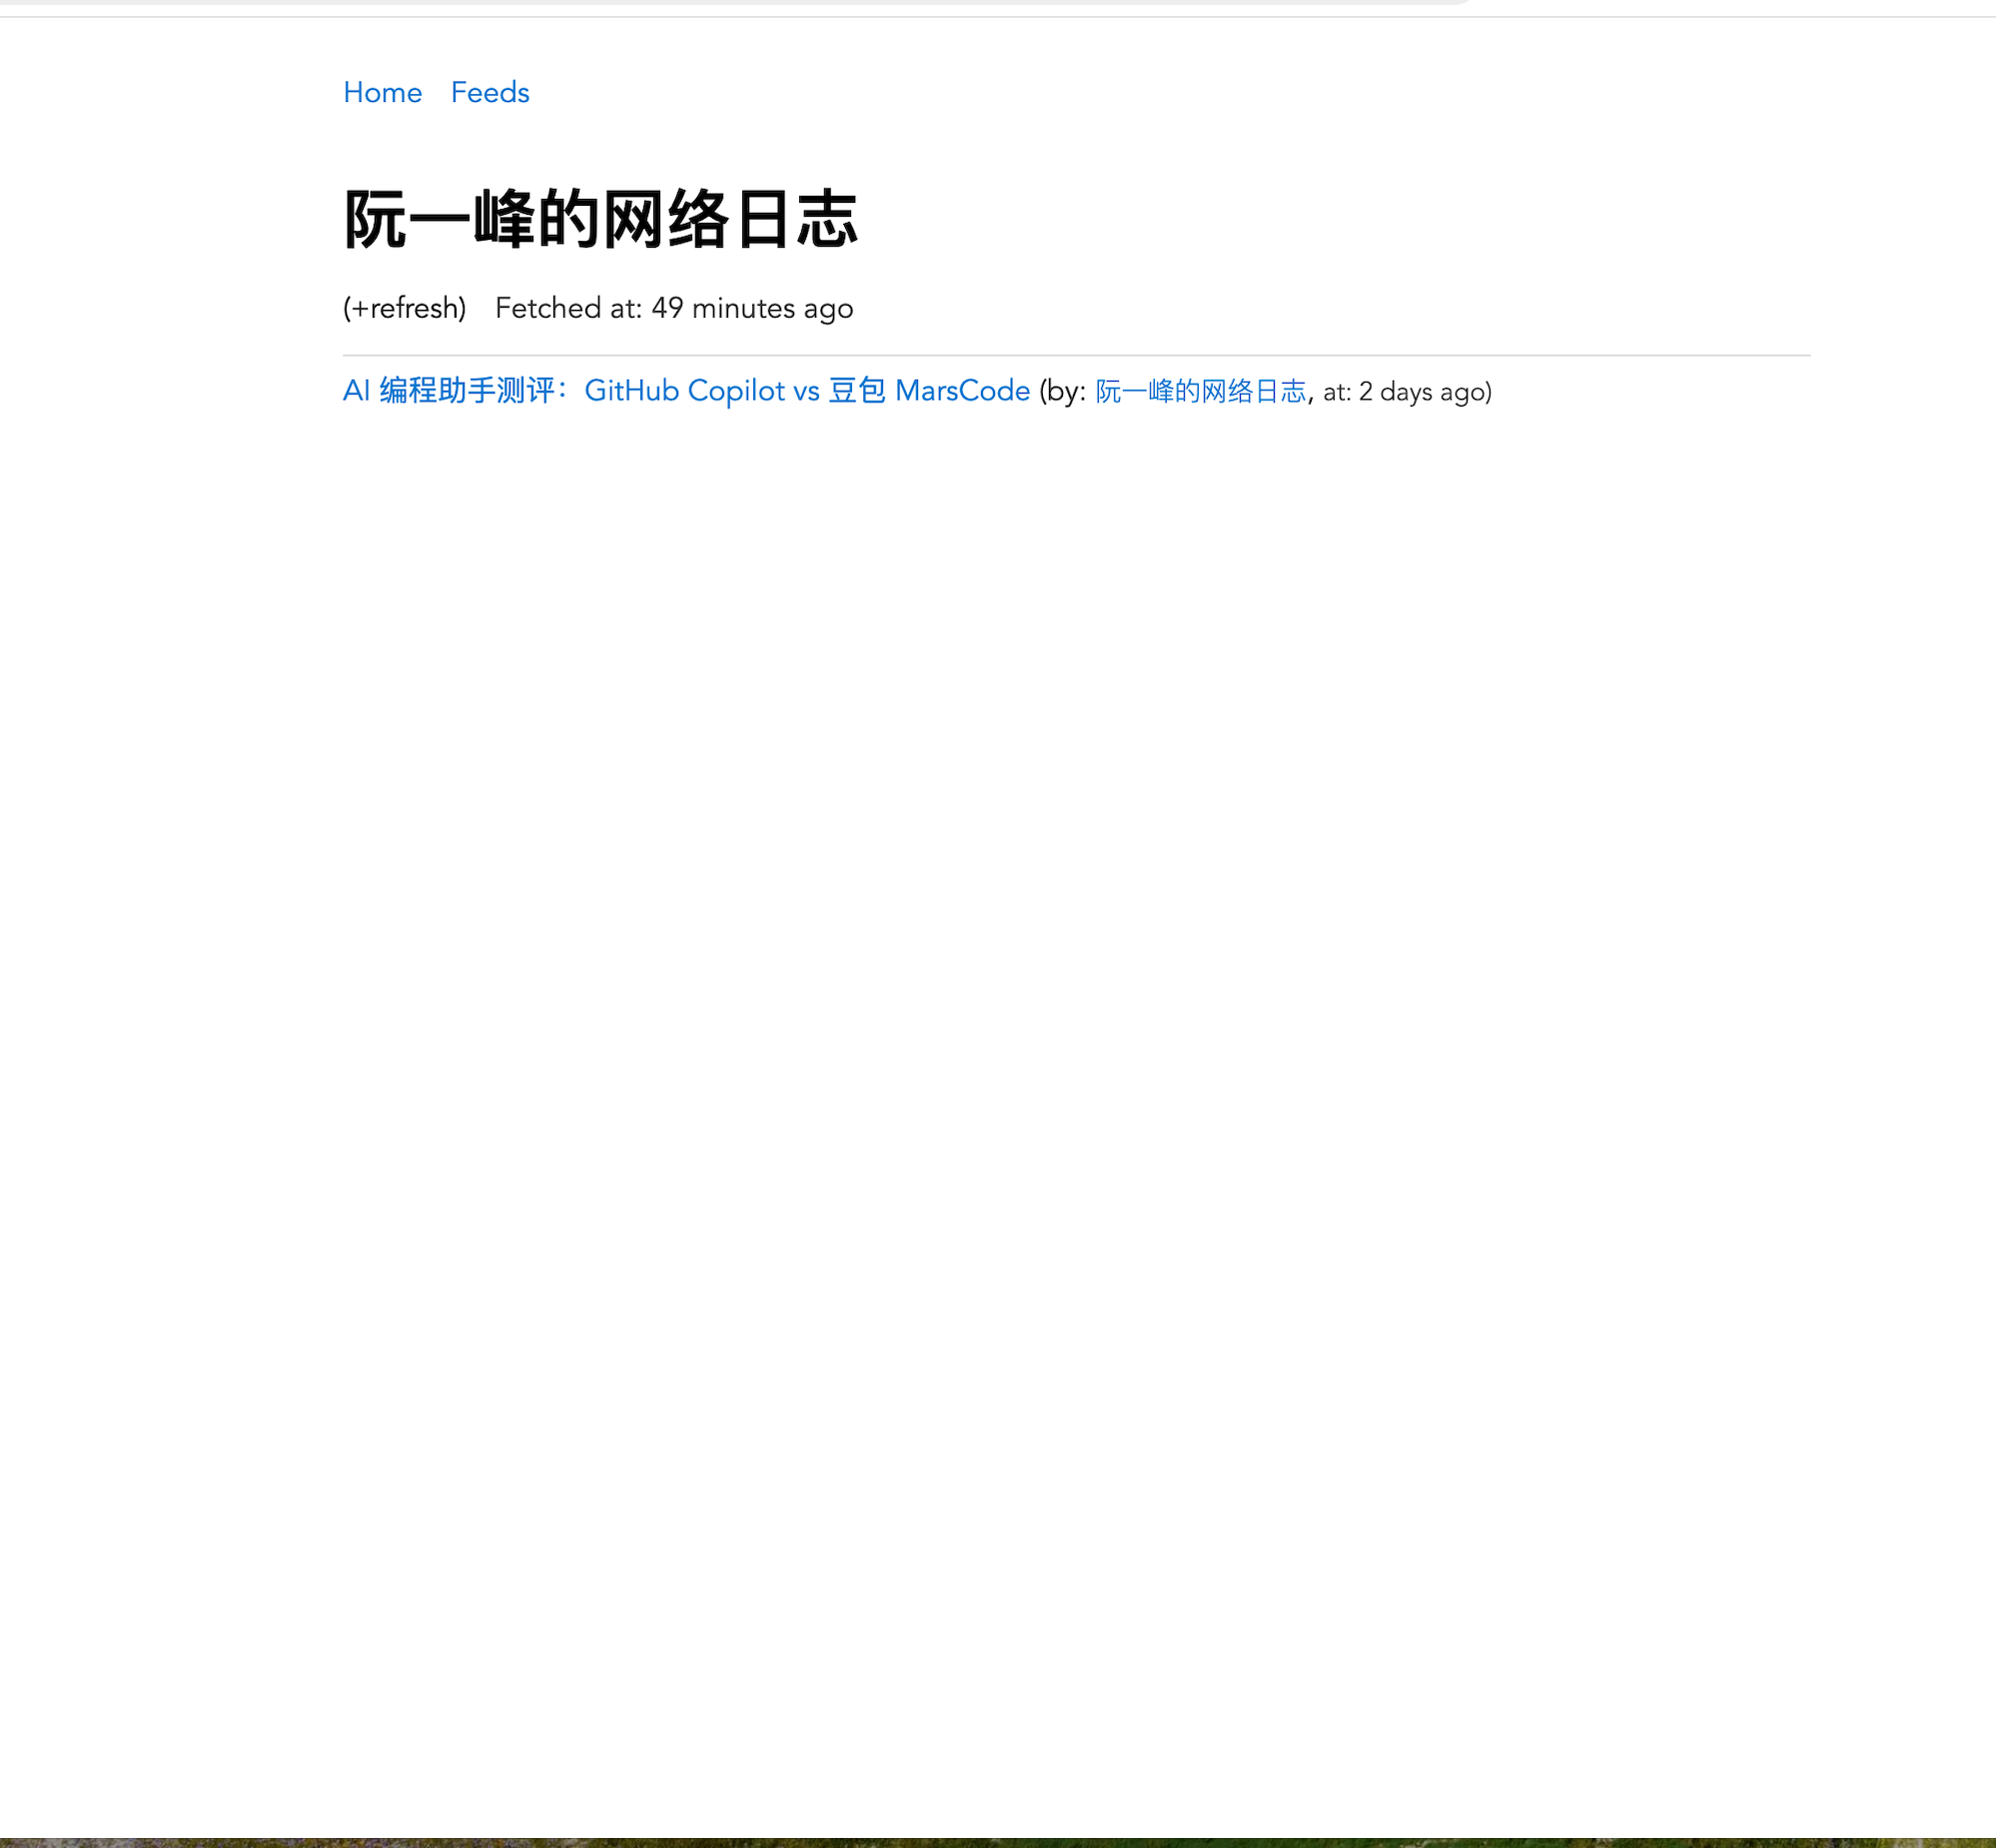 Home Feeds
阮一峰的网络日志
(+refresh) Fetched at: 49 minutes ago
AI 编程助手测评：GitHub Copilot vs 豆包 MarsCode (by: 阮一峰的网络日志, at: 2 days ago)